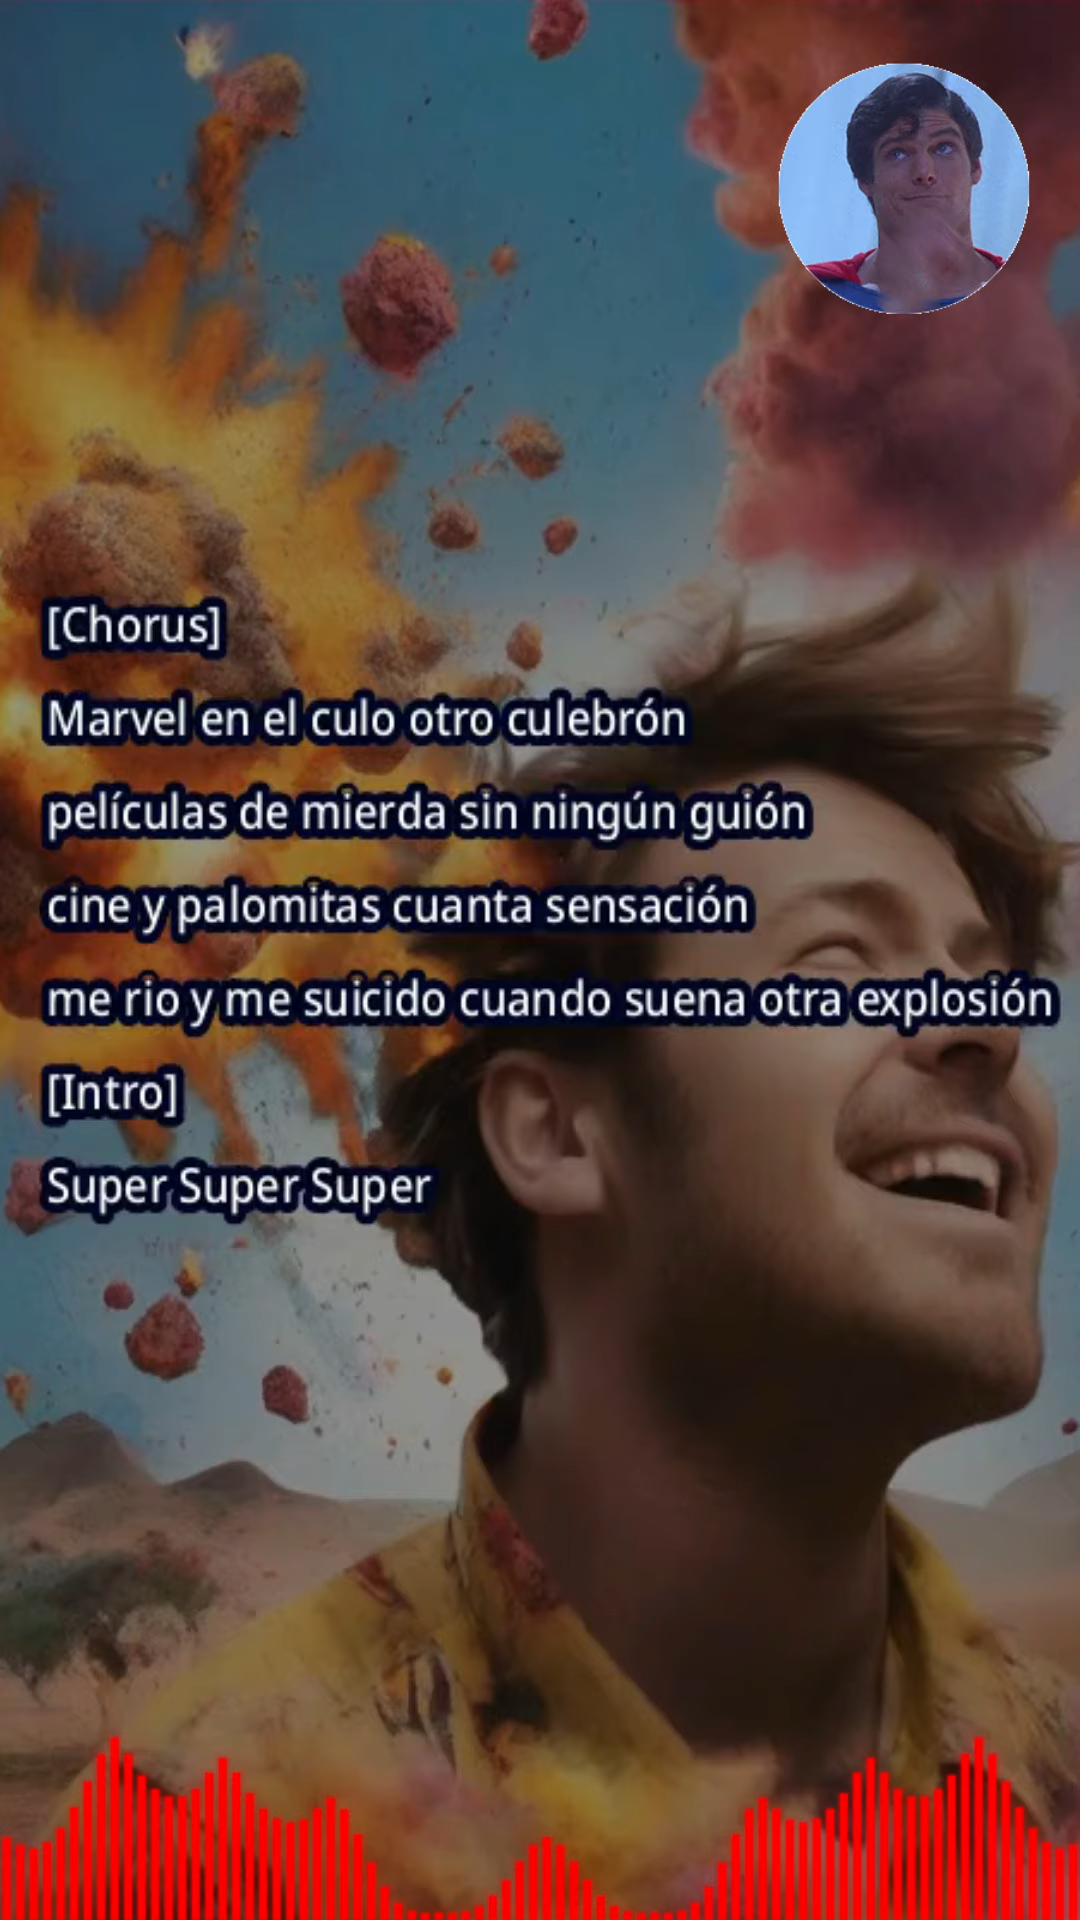 [Chorus]
Marvel en el culo otro culebrón
películas de mierda sin ningún guión
cine y palomitas cuanta sensación
me rio y me suicido cuando suena otra explosión
[Intro]
Super Super Super